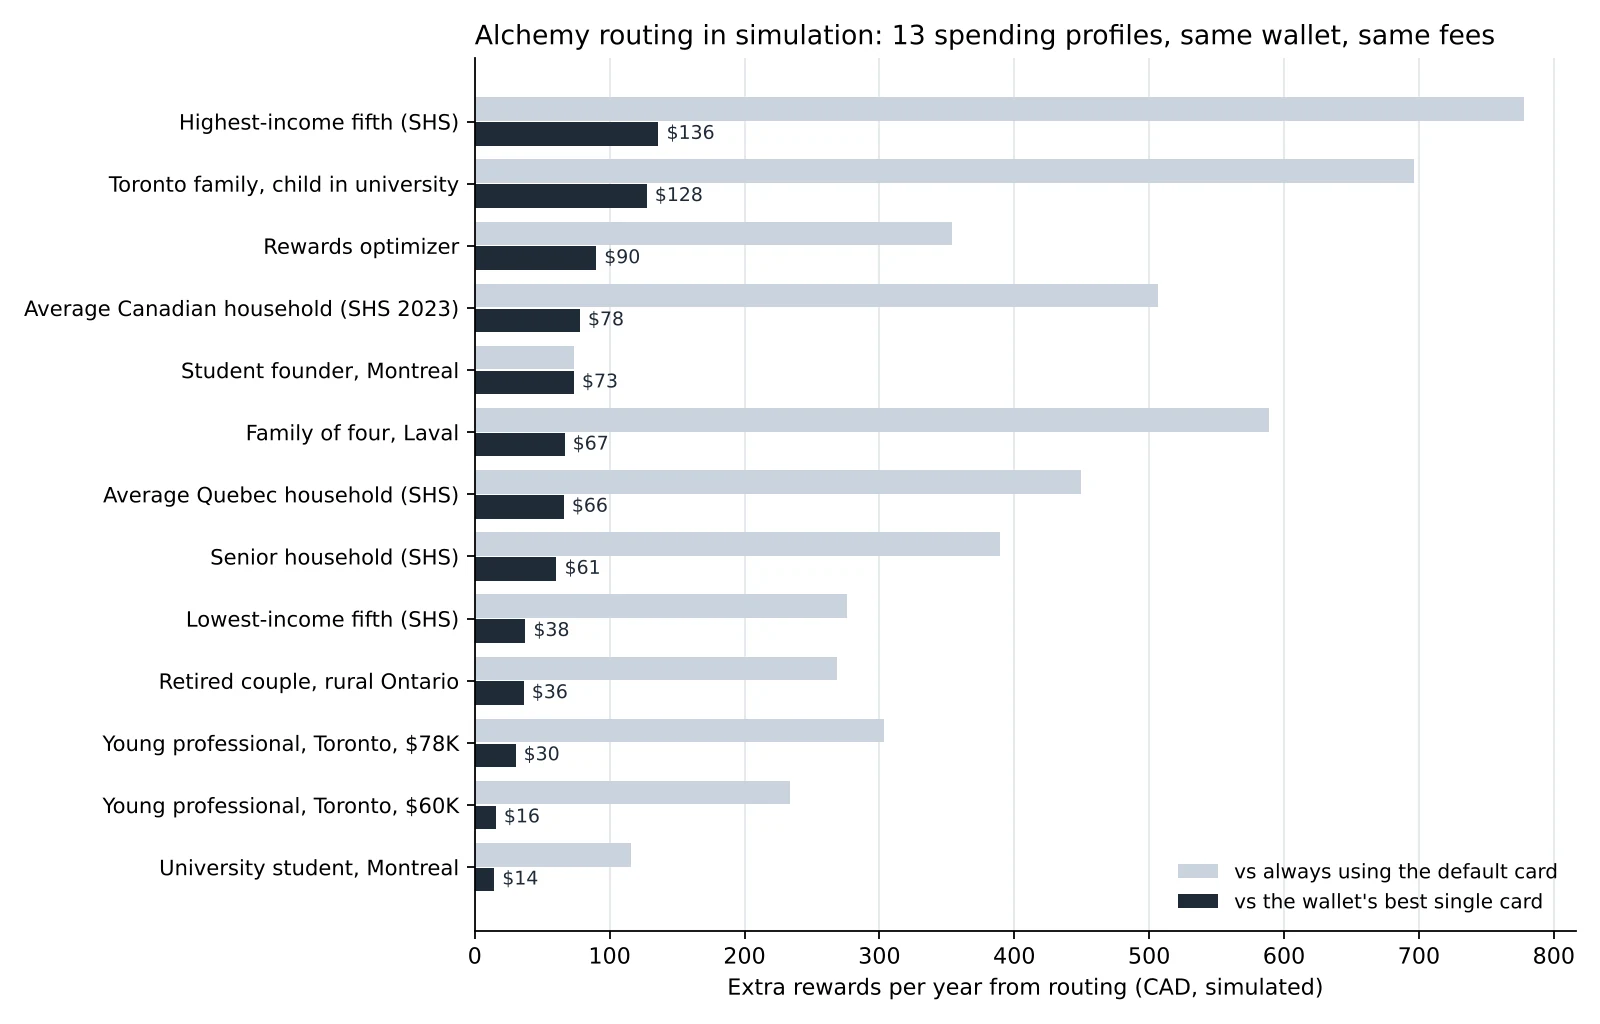 Alchemy routing in simulation: 13 spending profiles, same wallet, same fees
Highest-income fifth (SHS)
$136
Toronto family, child in university
$128
Rewards optimizer
$90
Average Canadian household (SHS 2023)
$78
Student founder, Montreal
$73
Family of four, Laval
$67
Average Quebec household (SHS)
$66
Senior household (SHS)
$61
Lowest-income fifth (SHS)
$38
Retired couple, rural Ontario
$36
Young professional, Toronto, $78K
$30
Young professional, Toronto, $60K
$16
University student, Montreal
$14
vs always using the default card
vs the wallet's best single card
0 100 200 300 400 500 600 700 800
Extra rewards per year from routing (CAD, simulated)